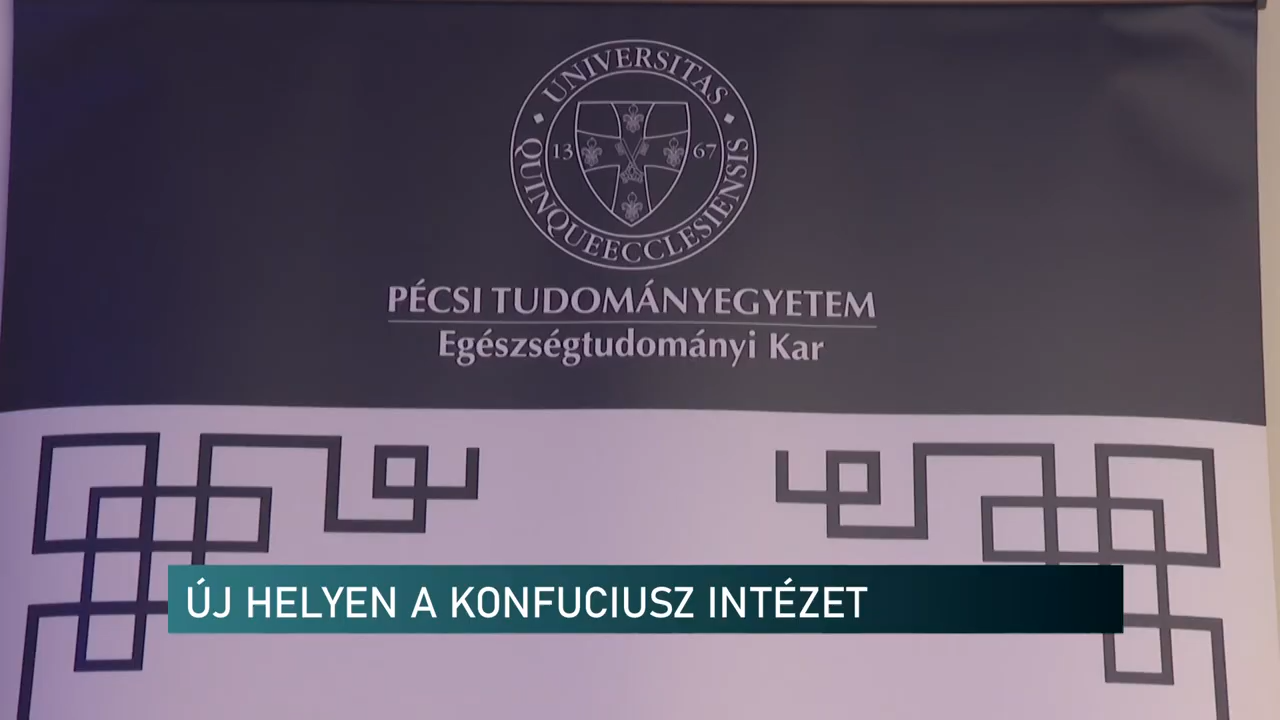 UNIVERSITAS
QUINQUEECCLESIENSIS
13 67
PÉCSI TUDOMÁNYEGYETEM
Egészségtudományi Kar
ÚJ HELYEN A KONFUCIUSZ INTÉZET